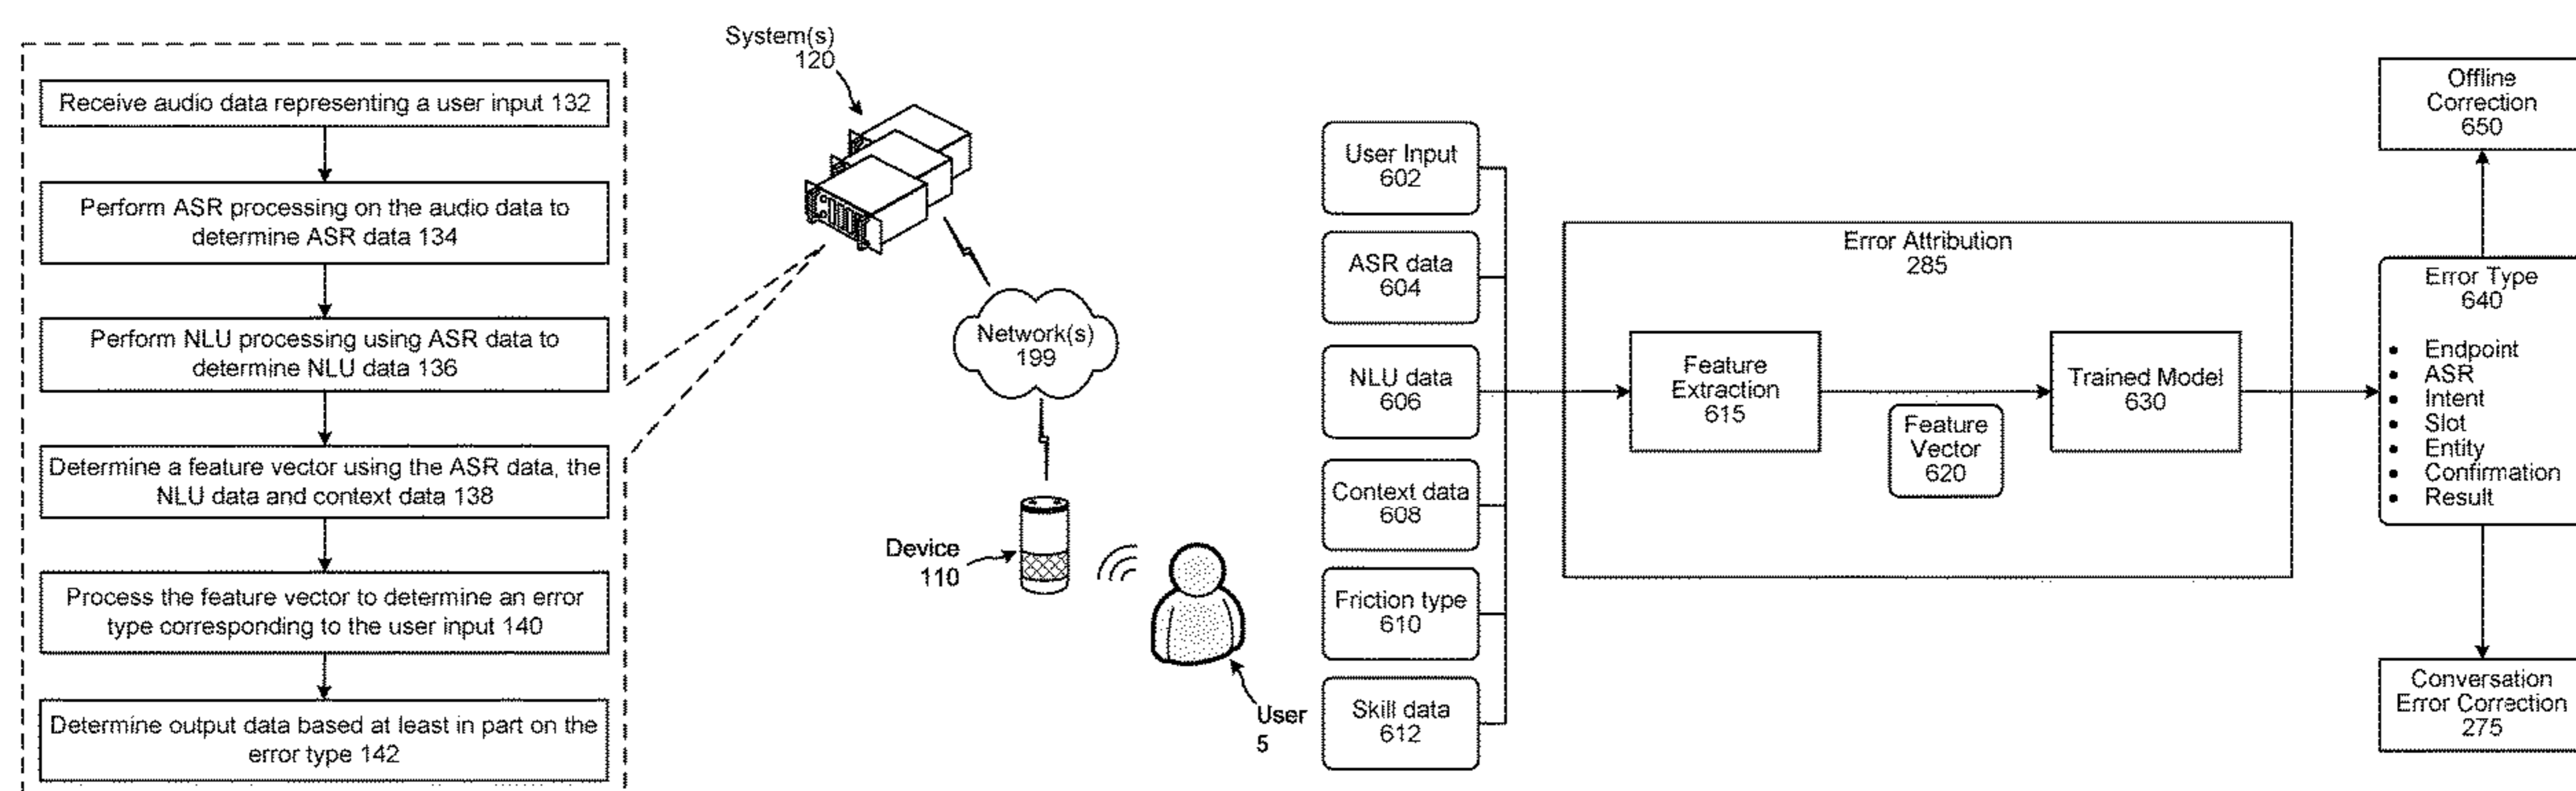 Receive audio data representing a user input 132
Perform ASR processing on the audio data to
determine ASR data 134
Perform NLU processing using ASR data to
determine NLU data 136
Determine a feature vector using the ASR data, the
NLU data and context data 138
Process the feature vector to determine an error
type corresponding to the user input 140
Determine output data based at least in part on the
error type 142
System(s)
120
Network(s)
199
Device
110
User
5
User Input
602
ASR data
604
NLU data
606
Context data
608
Friction type
610
Skill data
612
Error Attribution
285
Feature
Extraction
615
Feature
Vector
620
Trained Model
630
Offline
Correction
650
Error Type
640
• Endpoint
• ASR
• Intent
• Slot
• Entity
• Confirmation
• Result
Conversation
Error Correction
275